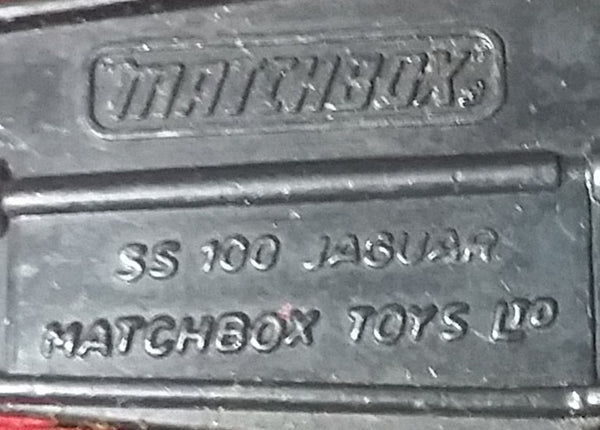 MATCHBOX
SS 100 JAGUAR
MATCHBOX TOYS LTD